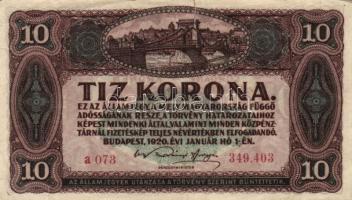 10 10
TIZ KORONA.
EZ AZ ÁLLAMJEGY A MAGYARORSZÁG FÜGGŐ
ADÓSSÁGÁNAK RÉSZE, A TÖRVÉNY HATÁROZATAIHOZ
KÉPEST MINDENKI ÁLTAL, VALAMINT MINDEN KÖZPÉNZ-
TÁRNÁL FIZETÉSKÉP TELJES NÉVÉRTÉKBEN ELFOGADANDÓ.
BUDAPEST, 1920. ÉVI JANUÁR HÓ 1-ÉN.
a 073 349.403
10 10
AZ ÁLLAMJEGYEK UTÁNZÁSA A TÖRVÉNY SZERINT BÜNTETTETIK.